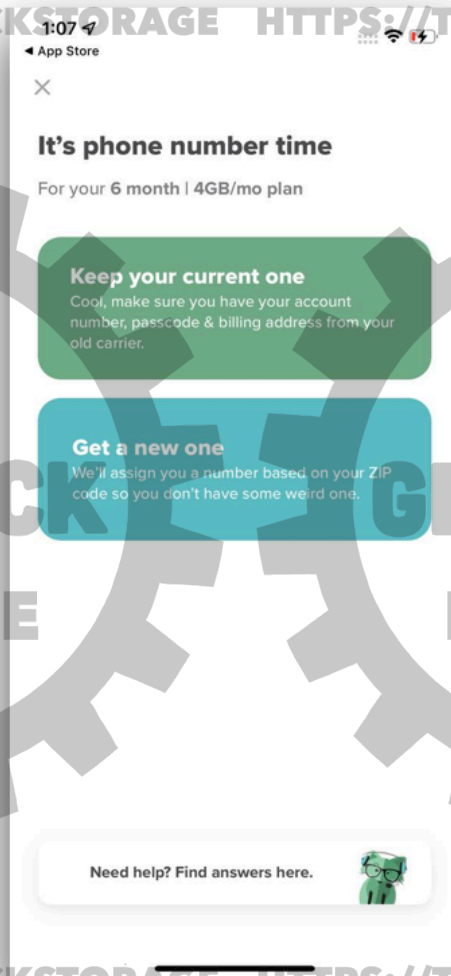 CKSTORAGE HTTPS://T
1:07
App Store
It's phone number time
For your 6 month | 4GB/mo plan
Keep your current one
Cool, make sure you have your account
number, passcode & billing address from your
old carrier.
Get a new one
We'll assign you a number based on your ZIP
code so you don't have some weird one.
CK
G
E
Need help? Find answers here.
CKSTORAGE HTTPS://T